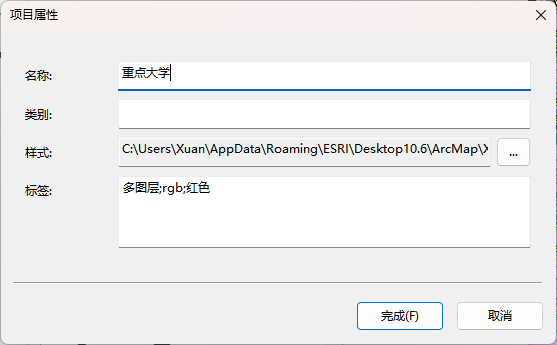 项目属性
名称: 重点大学
类别:
样式: C:\Users\Xuan\AppData\Roaming\ESRI\Desktop10.6\ArcMap\X ...
标签: 多图层;rgb;红色
完成(F) 取消